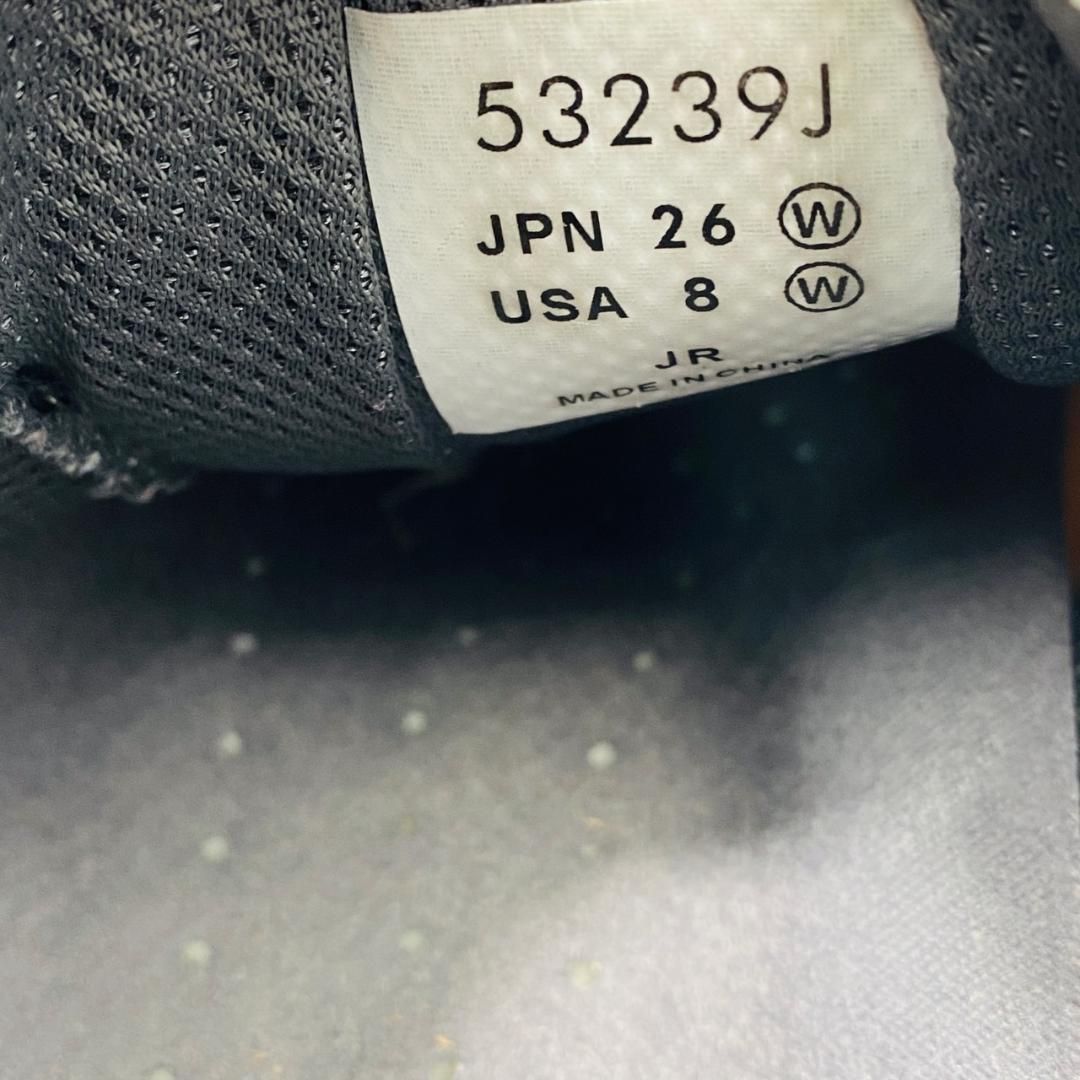 53239J
JPN 26 Ⓦ
USA 8 Ⓦ
JR
MADE IN CHINA